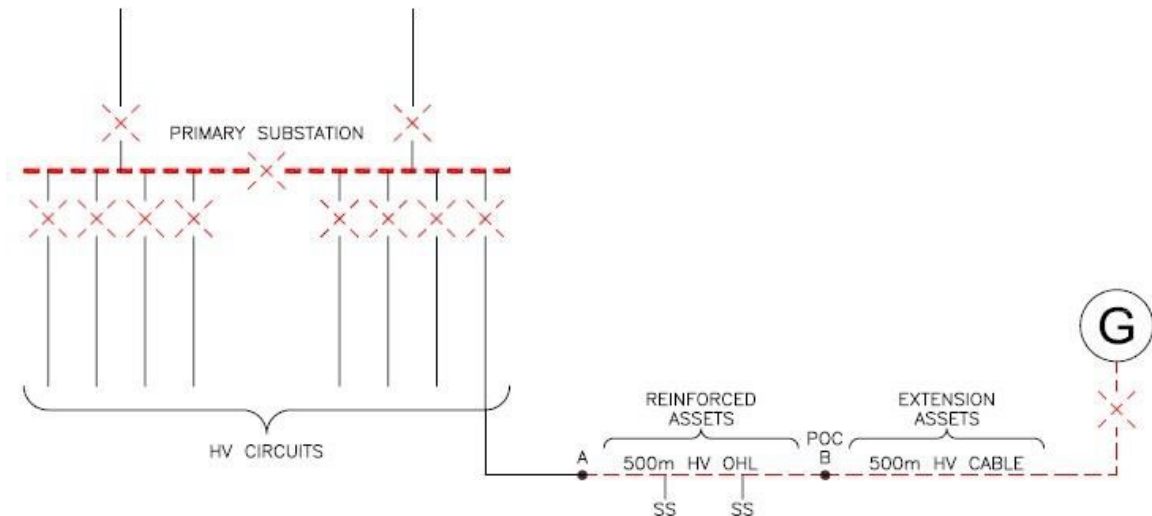 PRIMARY SUBSTATION
G
REINFORCED
ASSETS
EXTENSION
ASSETS
HV CIRCUITS
A
500m HV OHL
POC
B
500m HV CABLE
SS
SS